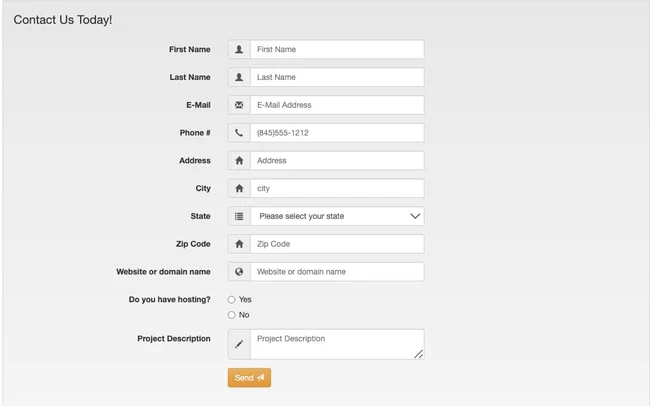 Contact Us Today!
First Name First Name
Last Name Last Name
E-Mail E-Mail Address
Phone # (845)555-1212
Address Address
City city
State Please select your state
Zip Code Zip Code
Website or domain name Website or domain name
Do you have hosting? Yes
No
Project Description Project Description
Send